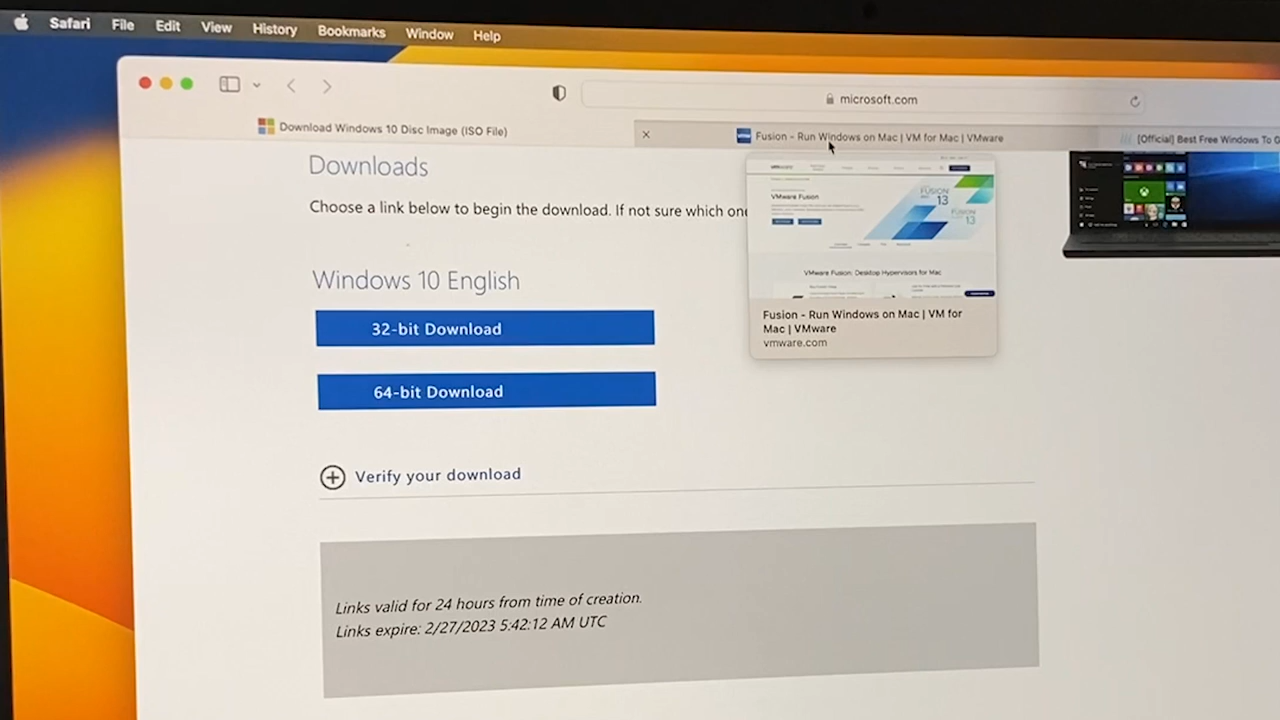 Safari File Edit View History Bookmarks Window Help
microsoft.com
Download Windows 10 Disc Image (ISO File)
Fusion - Run Windows on Mac | VM for Mac | VMware
[Official] Best Free Windows To G
Downloads
Choose a link below to begin the download. If not sure which one
VMware Fusion
FUSION
13
FUSION
13
VMware Fusion: Desktop Hypervisors for Mac
Fusion - Run Windows on Mac | VM for
Mac | VMware
vmware.com
Windows 10 English
32-bit Download
64-bit Download
Verify your download
Links valid for 24 hours from time of creation.
Links expire: 2/27/2023 5:42:12 AM UTC